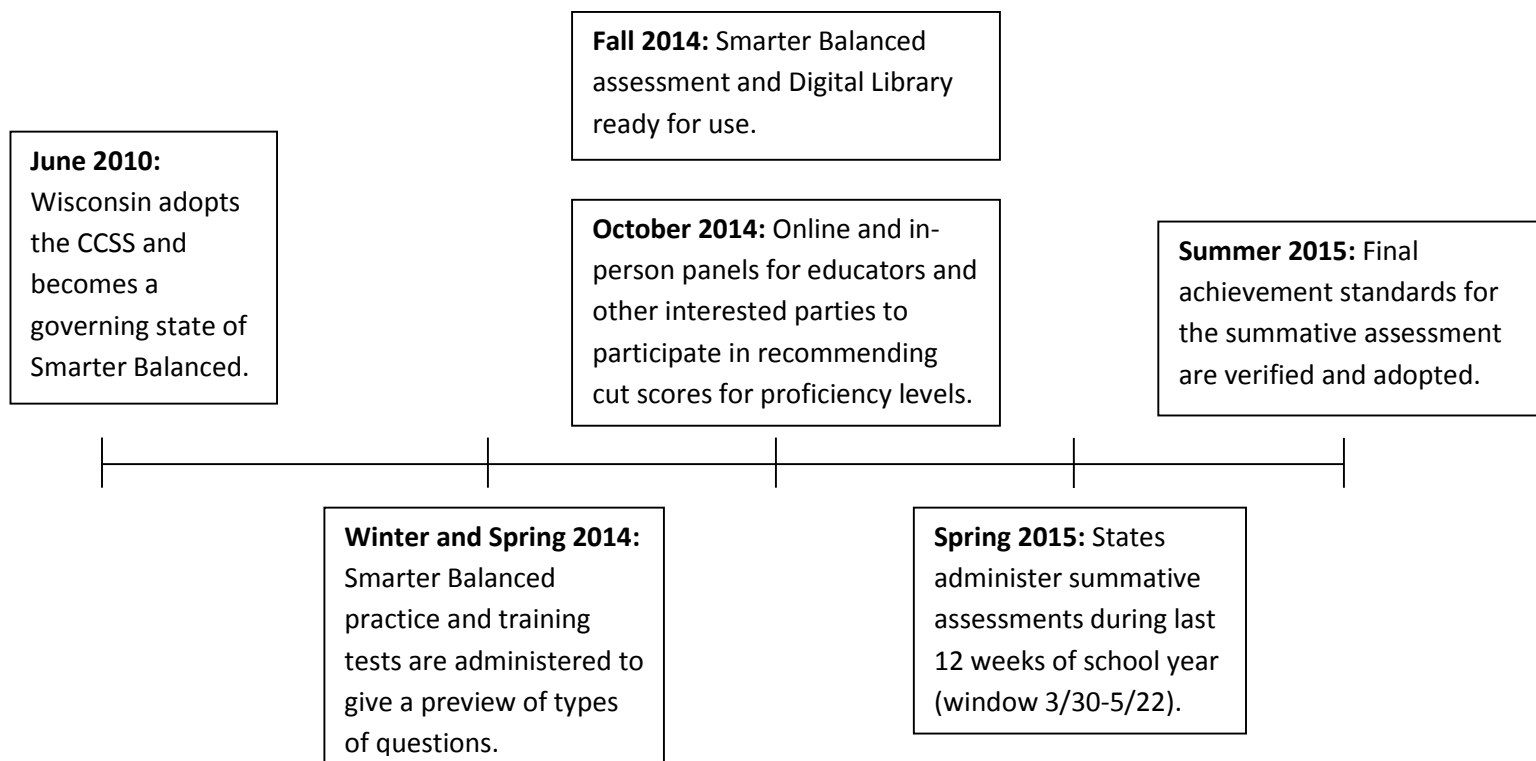 Fall 2014: Smarter Balanced
assessment and Digital Library
ready for use.
June 2010:
Wisconsin adopts
the CCSS and
becomes a
governing state of
Smarter Balanced.
October 2014: Online and in-
person panels for educators and
other interested parties to
participate in recommending
cut scores for proficiency levels.
Summer 2015: Final
achievement standards for
the summative assessment
are verified and adopted.
Winter and Spring 2014:
Smarter Balanced
practice and training
tests are administered to
give a preview of types
of questions.
Spring 2015: States
administer summative
assessments during last
12 weeks of school year
(window 3/30-5/22).